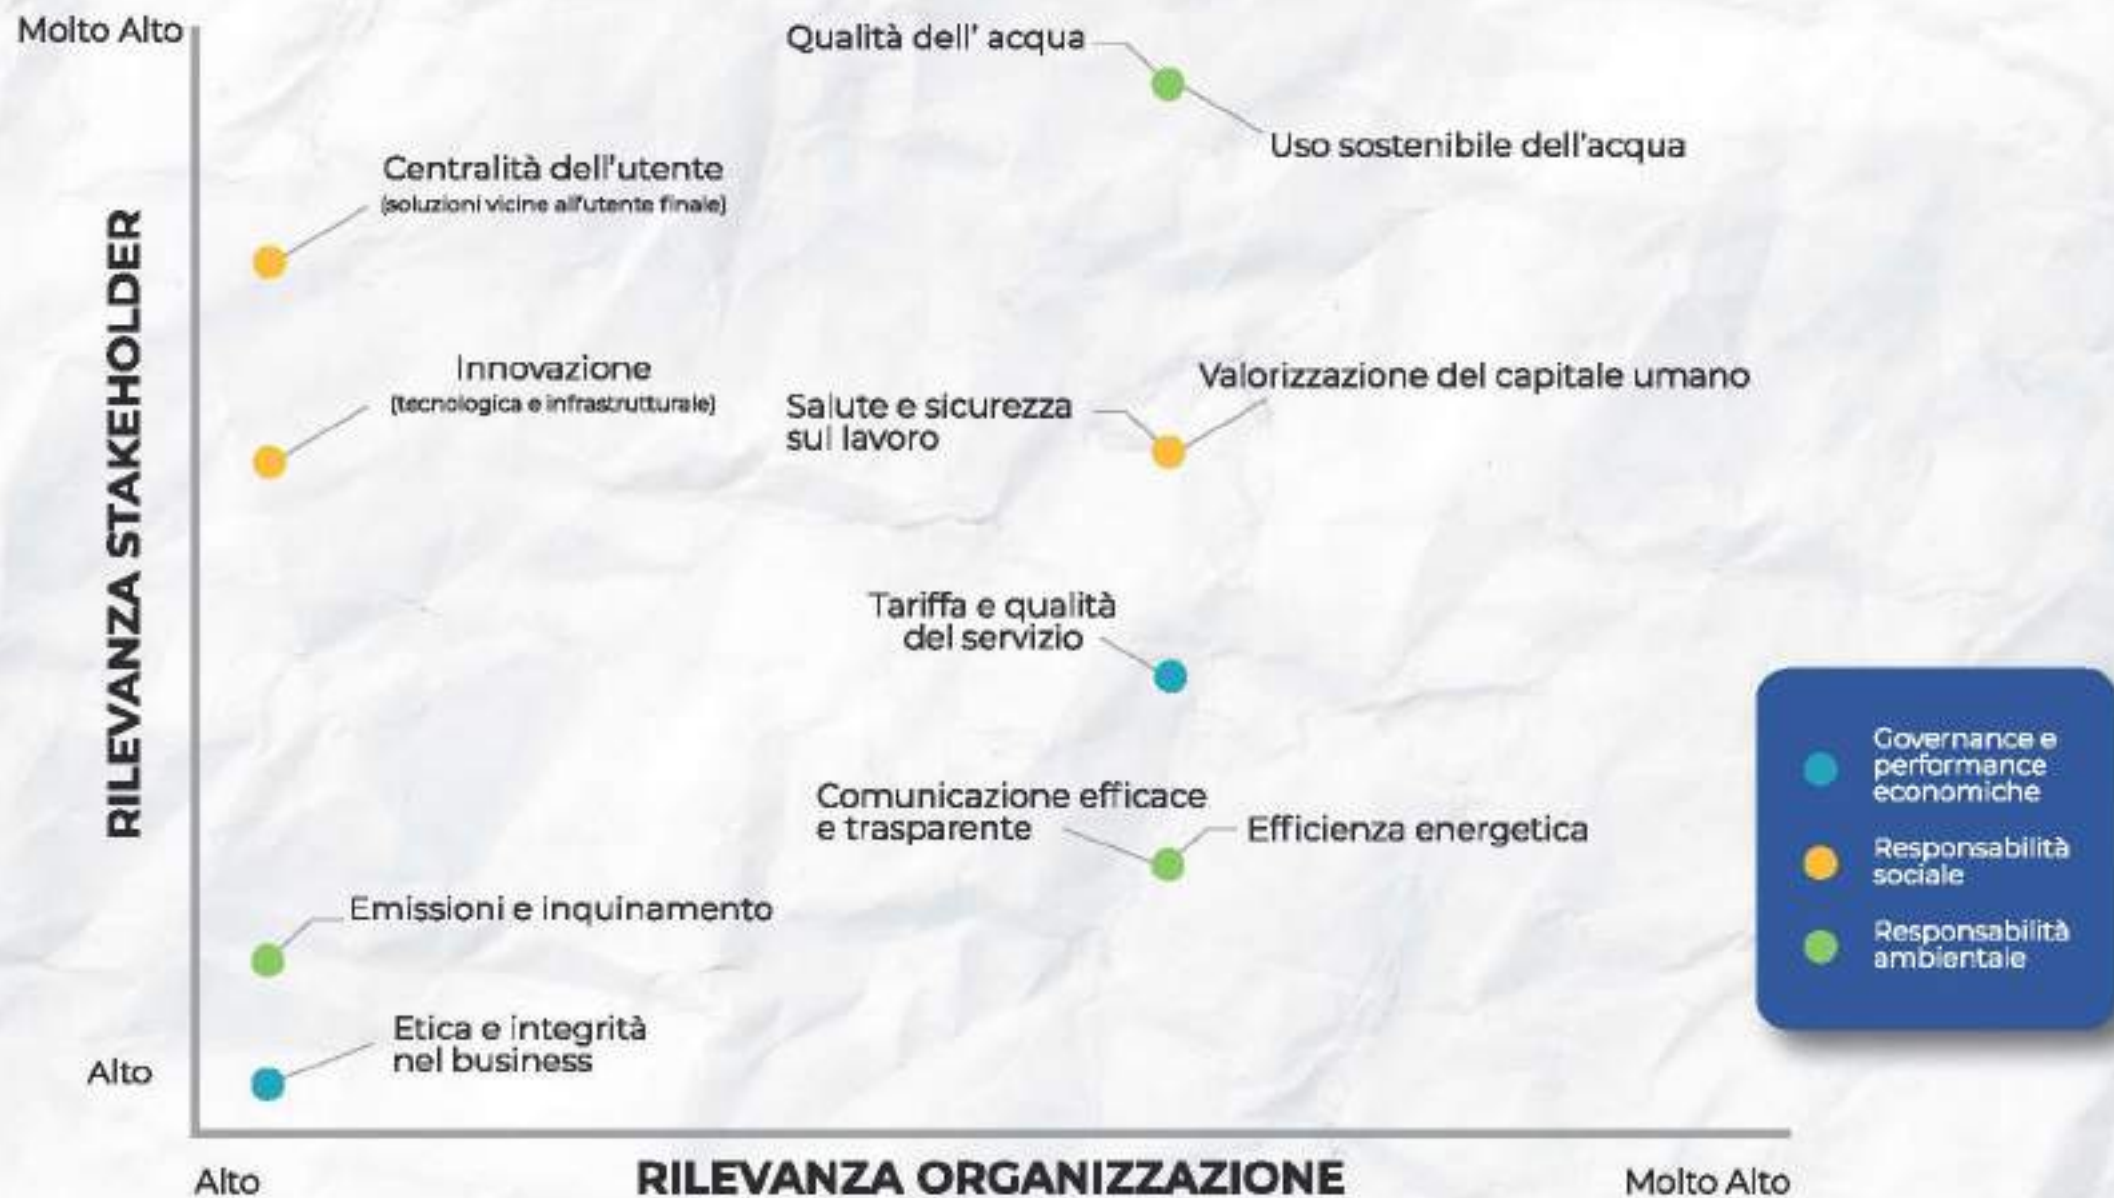 Molto Alto
Qualità dell' acqua
Uso sostenibile dell'acqua
Centralità dell'utente
(soluzioni vicine all'utente finale)
Innovazione
(tecnologica e infrastrutturale)
Valorizzazione del capitale umano
Salute e sicurezza
sul lavoro
RILEVANZA STAKEHOLDER
Tariffa e qualità
del servizio
Comunicazione efficace
e trasparente
Efficienza energetica
Emissioni e inquinamento
Etica e integrità
nel business
Governance e
performance
economiche
Responsabilità
sociale
Responsabilità
ambientale
Alto
Alto
RILEVANZA ORGANIZZAZIONE
Molto Alto